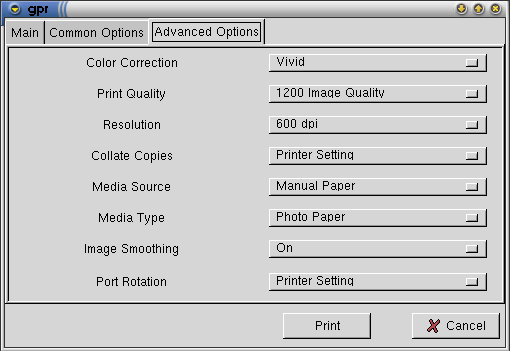 gpr
Main Common Options Advanced Options
Color Correction Vivid
Print Quality 1200 Image Quality
Resolution 600 dpi
Collate Copies Printer Setting
Media Source Manual Paper
Media Type Photo Paper
Image Smoothing On
Port Rotation Printer Setting
Print Cancel